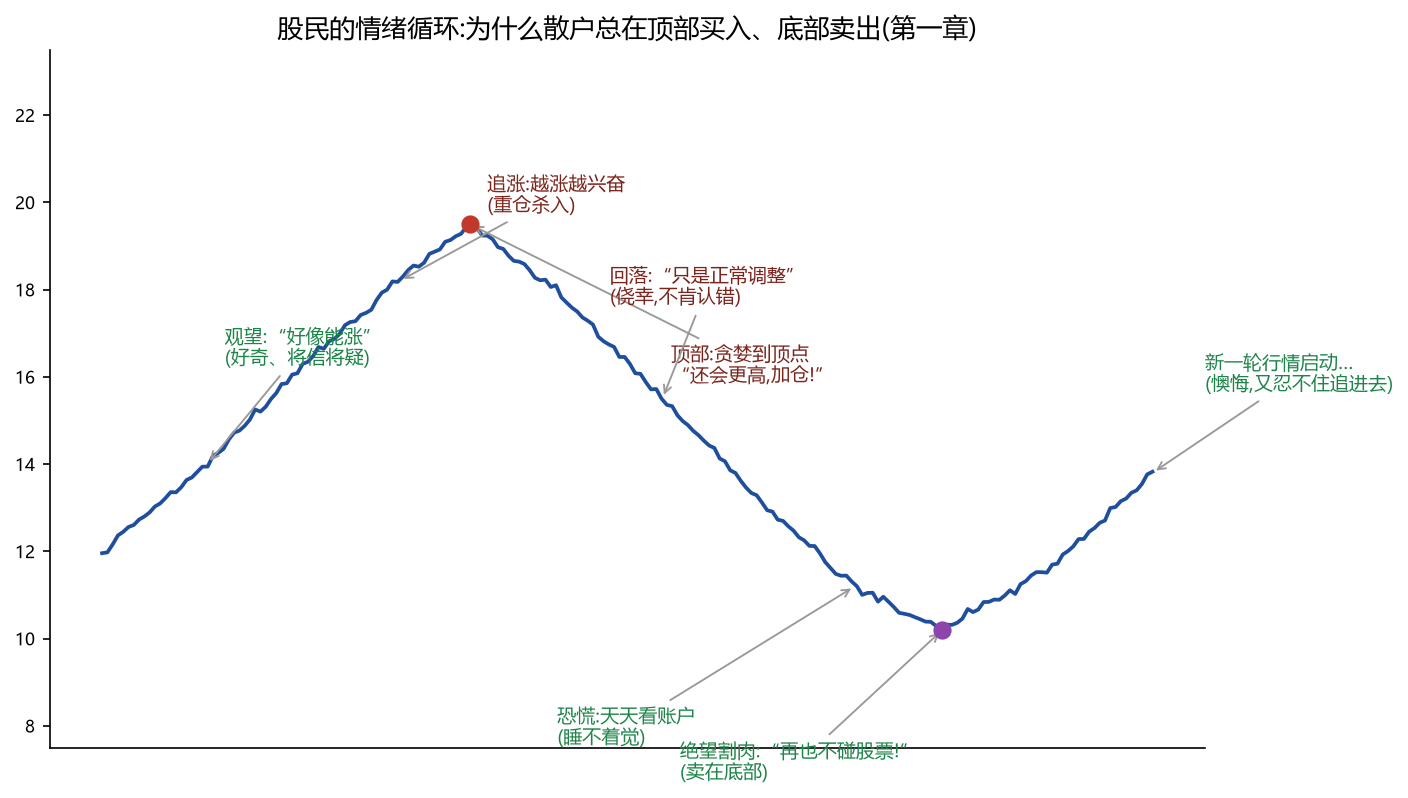 股民的情绪循环:为什么散户总在顶部买入、底部卖出(第一章)
22
20
18
16
14
12
10
8
追涨:越涨越兴奋
(重仓杀入)
回落:“只是正常调整”
(侥幸,不肯认错)
观望:“好像能涨”
(好奇、将信将疑)
顶部:贪婪到顶点
“还会更高,加仓!”
新一轮行情启动…
(懊悔,又忍不住追进去)
恐慌:天天看账户
(睡不着觉)
绝望割肉:“再也不碰股票!”
(卖在底部)